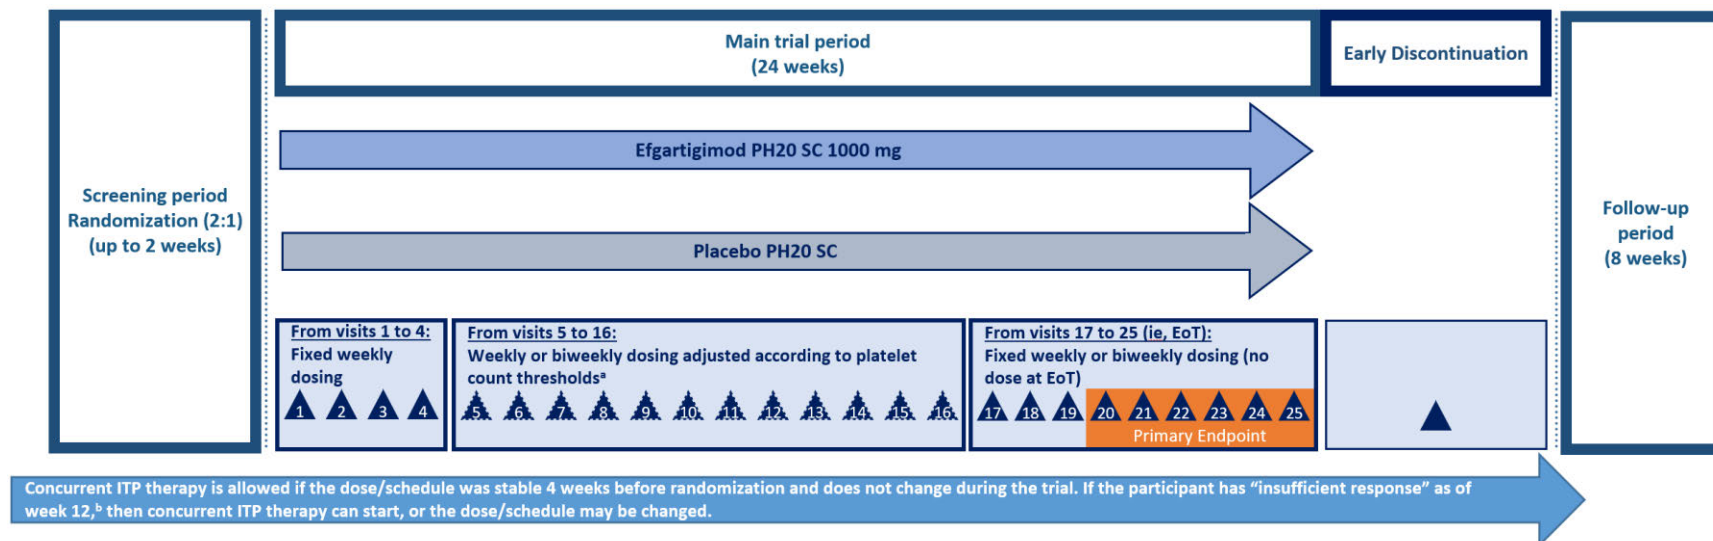 Main trial period
(24 weeks)
Early Discontinuation
Efgartigimod PH20 SC 1000 mg
Screening period
Randomization (2:1)
(up to 2 weeks)
Placebo PH20 SC
Follow-up
period
(8 weeks)
From visits 1 to 4:
Fixed weekly
dosing
1 2 3 4
From visits 5 to 16:
Weekly or biweekly dosing adjusted according to platelet
count thresholdsᵃ
5 6 7 8 9 10 11 12 13 14 15 16
From visits 17 to 25 (ie, EoT):
Fixed weekly or biweekly dosing (no
dose at EoT)
17 18 19 20 21 22 23 24 25
Primary Endpoint
Concurrent ITP therapy is allowed if the dose/schedule was stable 4 weeks before randomization and does not change during the trial. If the participant has “insufficient response” as of
week 12,ᵇ then concurrent ITP therapy can start, or the dose/schedule may be changed.